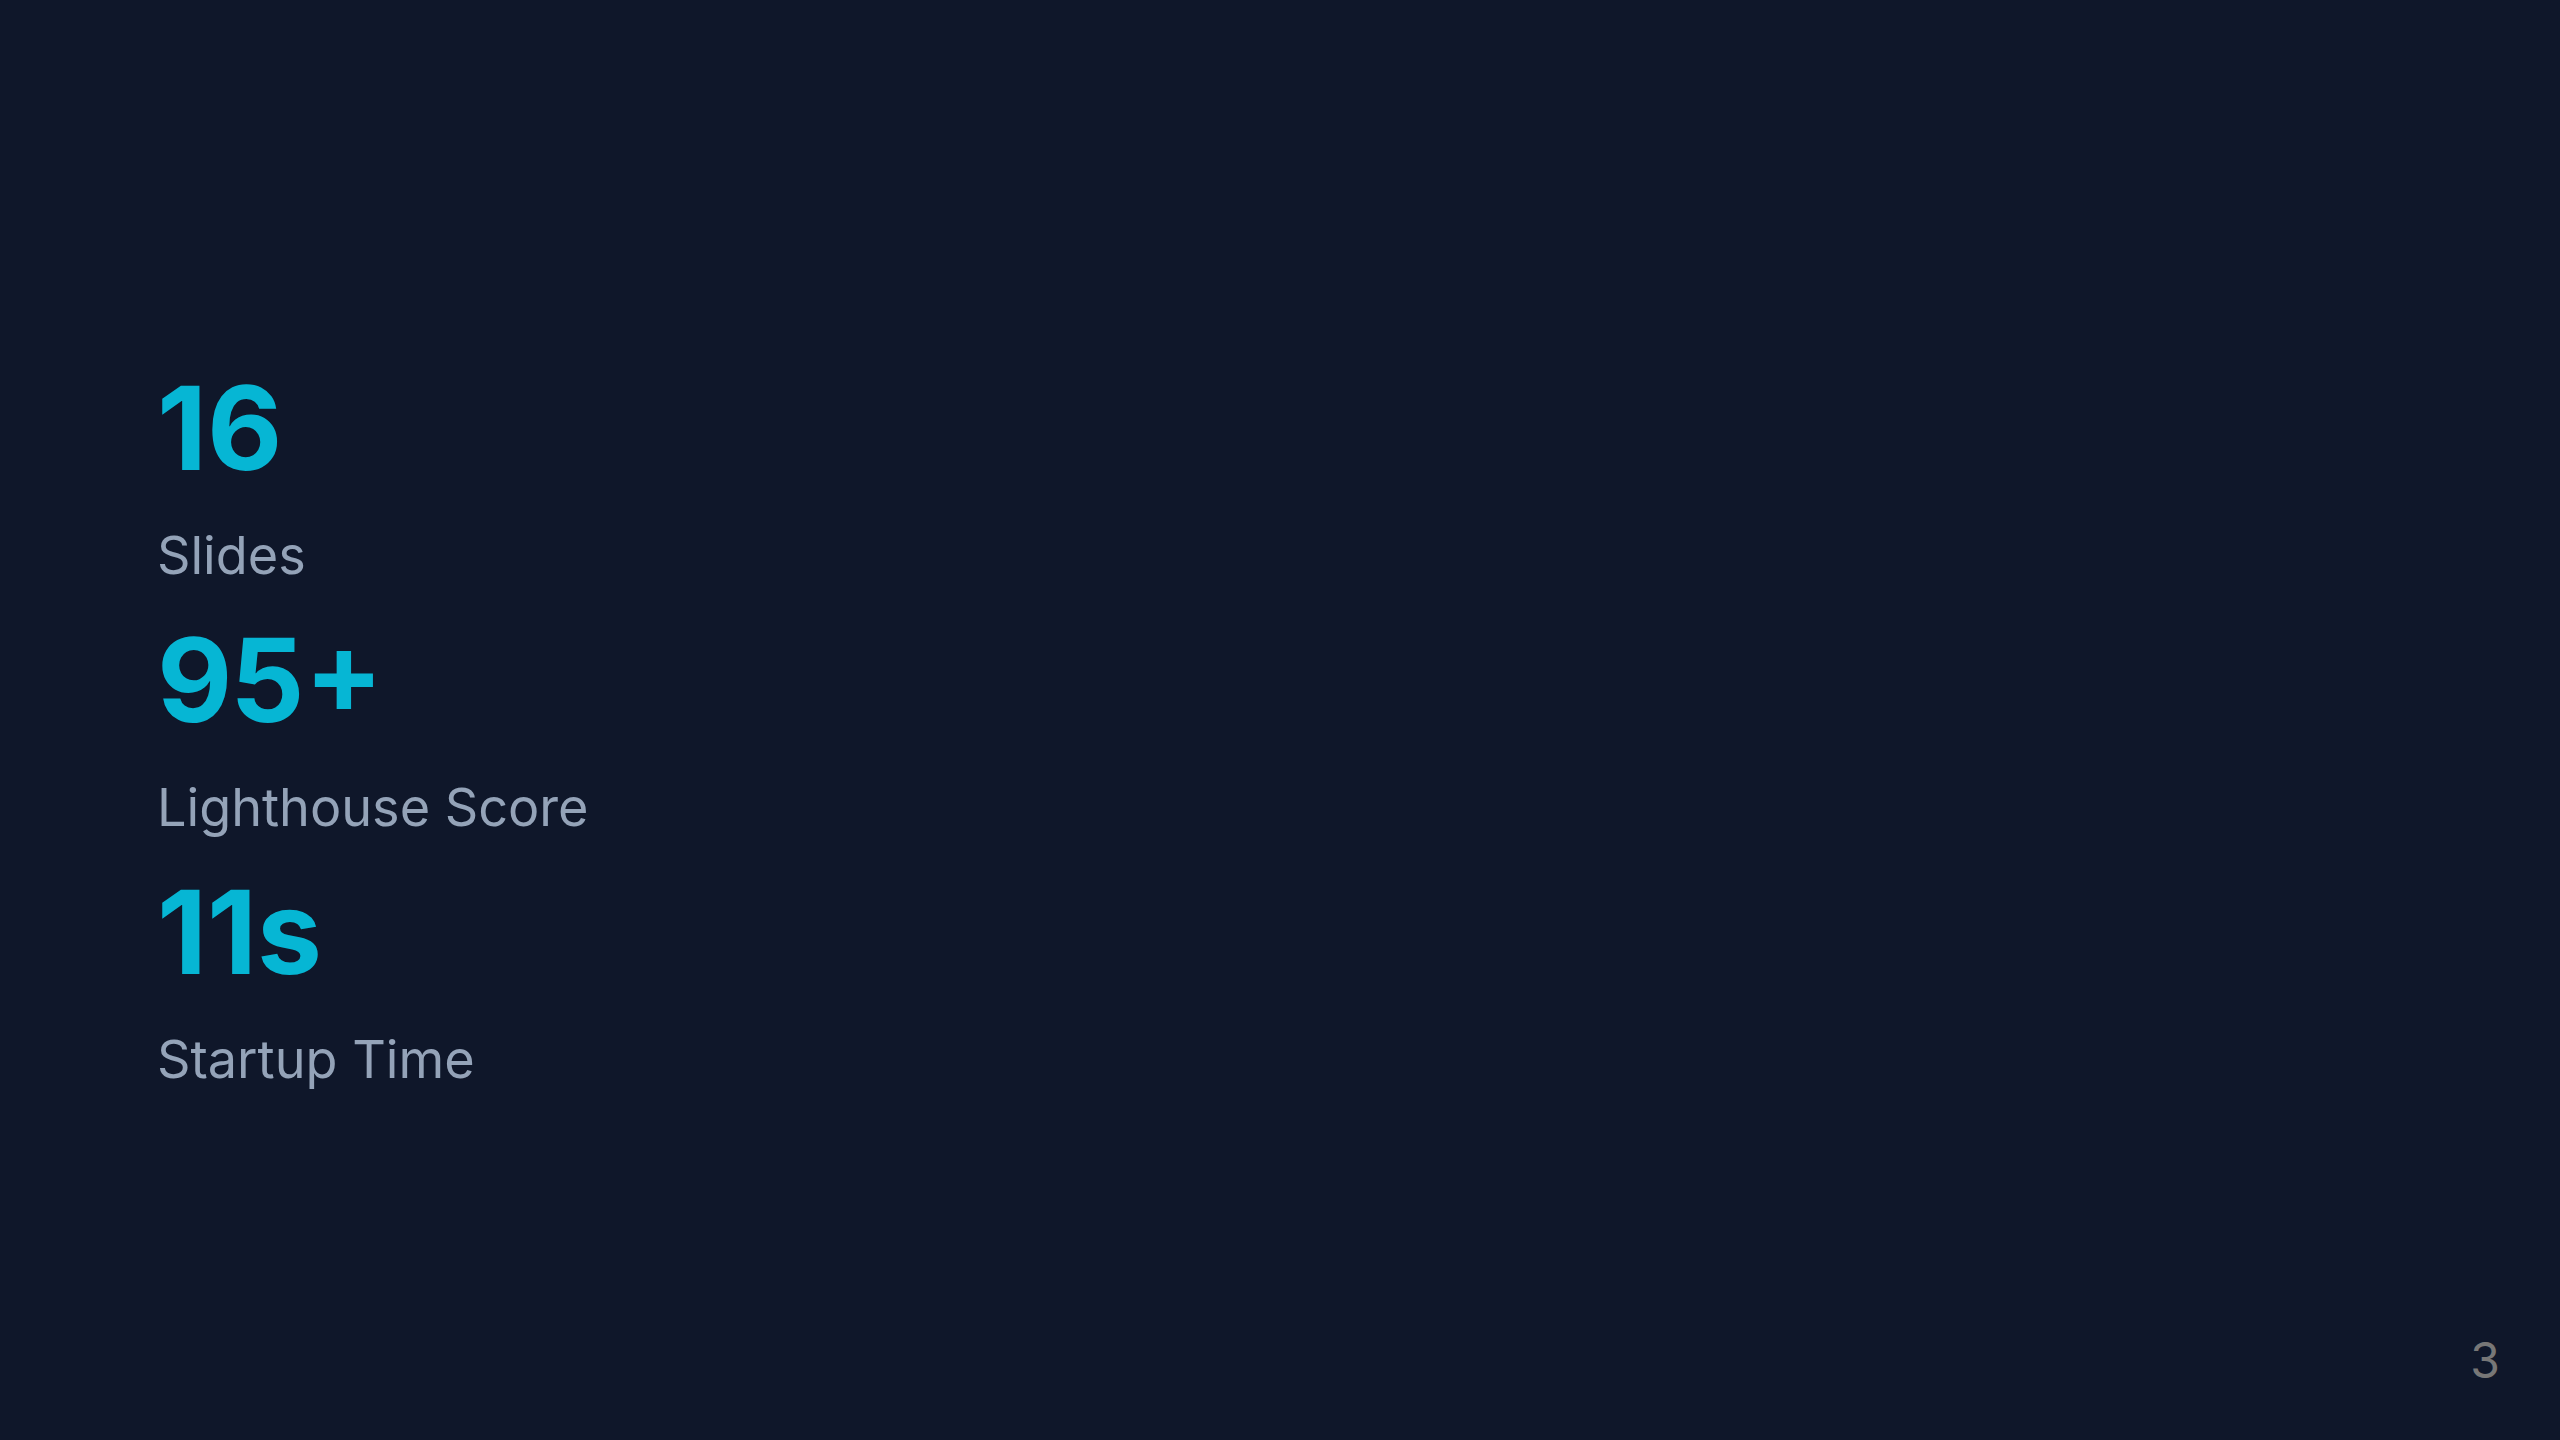 16
Slides
95+
Lighthouse Score
11s
Startup Time
3